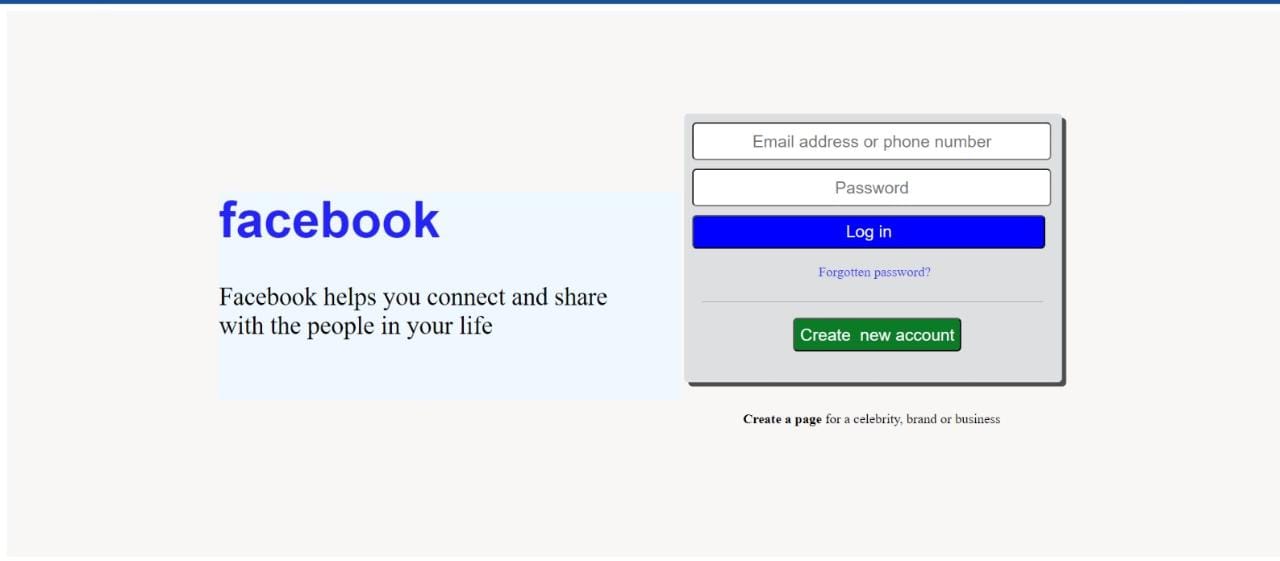 facebook
Facebook helps you connect and share
with the people in your life
Email address or phone number
Password
Log in
Forgotten password?
Create  new account
Create a page for a celebrity, brand or business